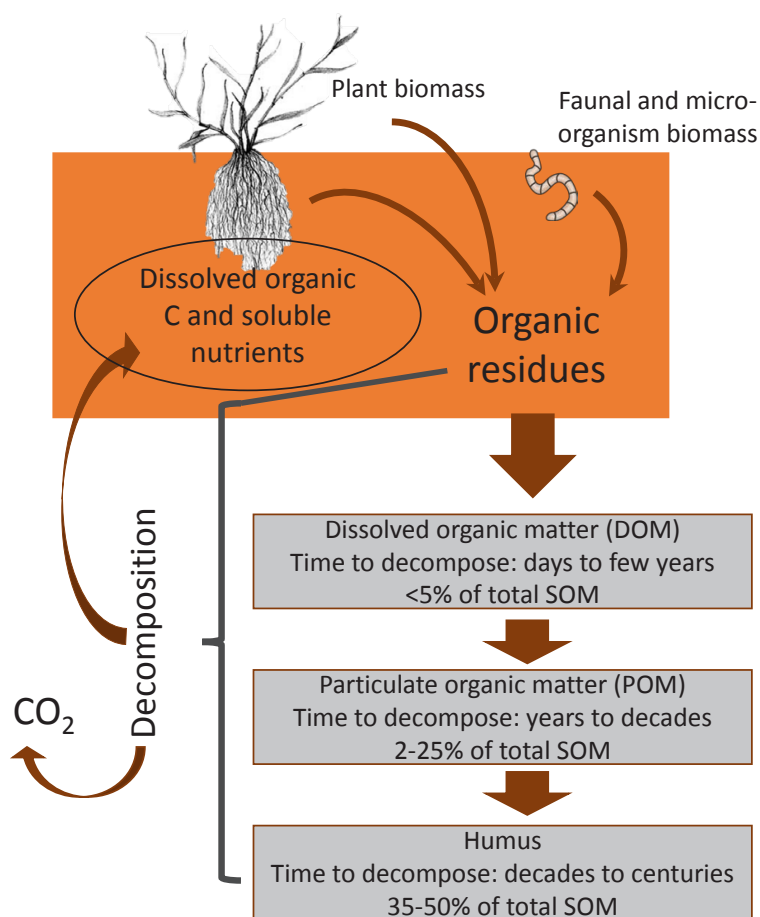 Plant biomass
Faunal and micro-
organism biomass
Dissolved organic
C and soluble
nutrients
Organic
residues
Dissolved organic matter (DOM)
Time to decompose: days to few years
<5% of total SOM
Decomposition
Particulate organic matter (POM)
Time to decompose: years to decades
2-25% of total SOM
CO₂
Humus
Time to decompose: decades to centuries
35-50% of total SOM